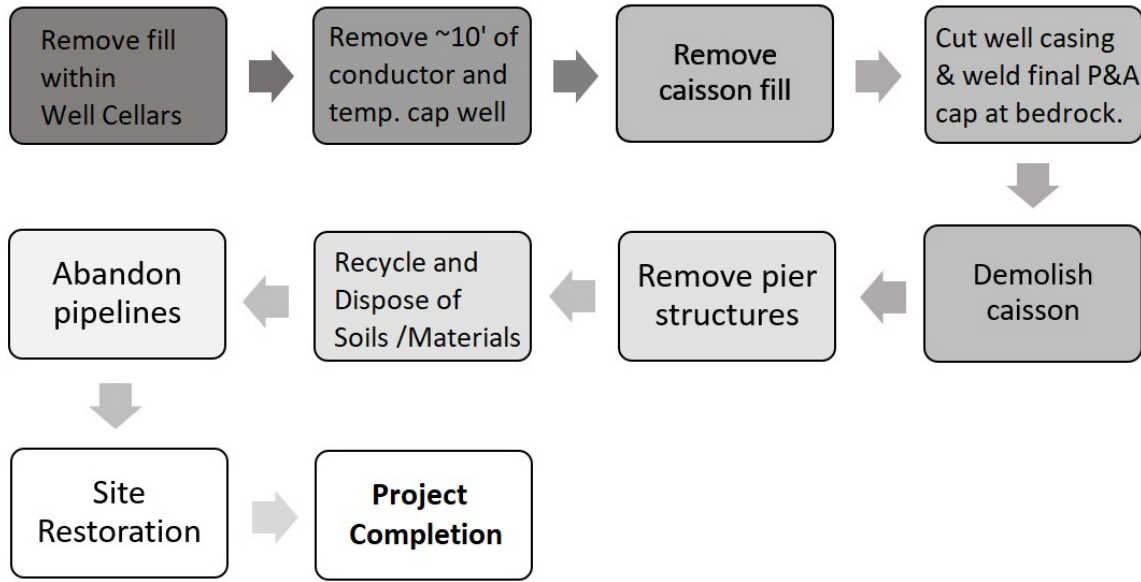 Remove fill
within
Well Cellars
Remove ~10' of
conductor and
temp. cap well
Remove
caisson fill
Cut well casing
& weld final P&A
cap at bedrock.
Demolish
caisson
Remove pier
structures
Recycle and
Dispose of
Soils /Materials
Abandon
pipelines
Site
Restoration
Project
Completion